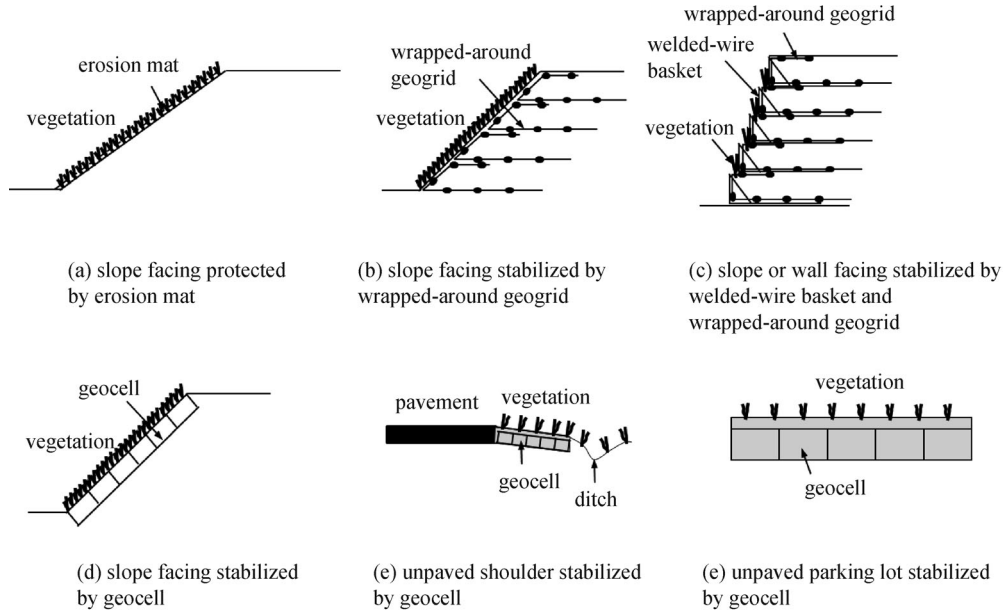 erosion mat
vegetation
(a) slope facing protected
by erosion mat
wrapped-around
geogrid
vegetation
(b) slope facing stabilized by
wrapped-around geogrid
wrapped-around geogrid
welded-wire
basket
vegetation
(c) slope or wall facing stabilized by
welded-wire basket and
wrapped-around geogrid
geocell
vegetation
(d) slope facing stabilized
by geocell
pavement
vegetation
geocell
ditch
(e) unpaved shoulder stabilized
by geocell
vegetation
geocell
(e) unpaved parking lot stabilized
by geocell